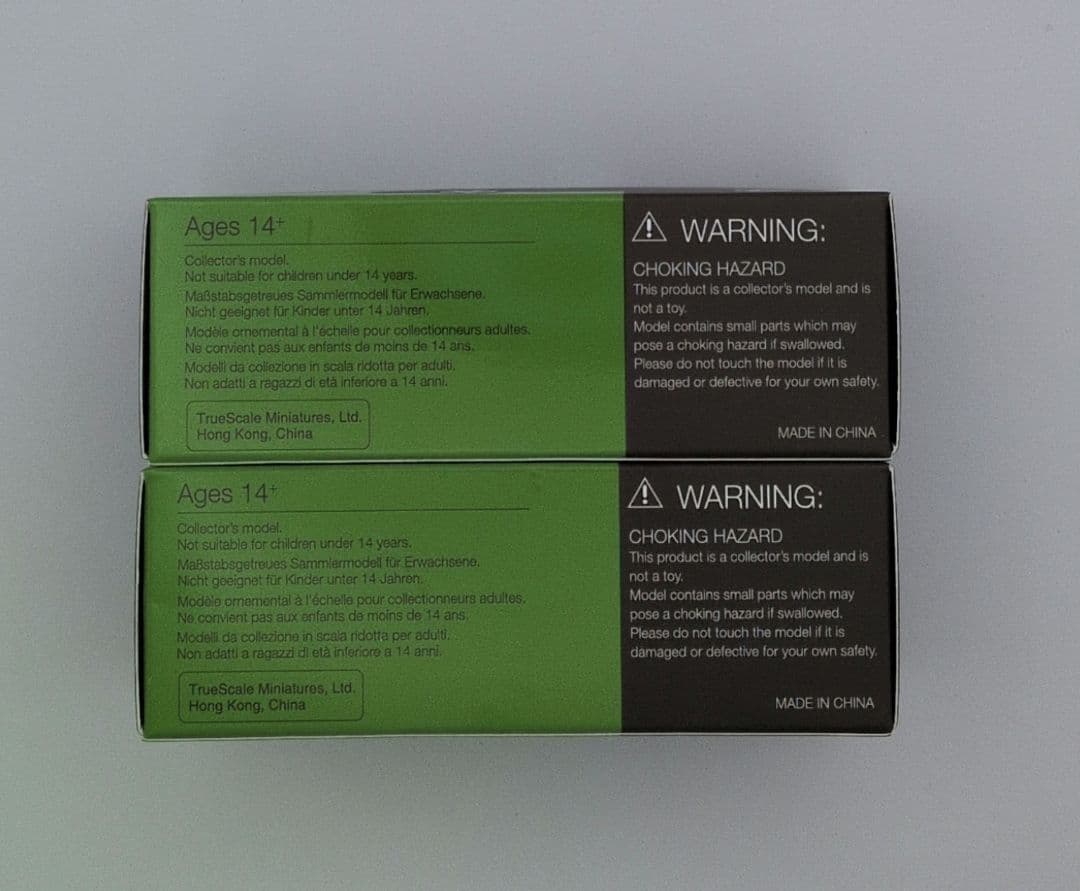 Ages 14+
Collector's model.
Not suitable for children under 14 years.
Maßstabsgetreues Sammlermodell für Erwachsene.
Nicht geeignet für Kinder unter 14 Jahren.
Modèle ornemental à l'échelle pour collectionneurs adultes.
Ne convient pas aux enfants de moins de 14 ans.
Modelli da collezione in scala ridotta per adulti.
Non adatti a ragazzi di età inferiore a 14 anni.
TrueScale Miniatures, Ltd.
Hong Kong, China
WARNING:
CHOKING HAZARD
This product is a collector's model and is
not a toy.
Model contains small parts which may
pose a choking hazard if swallowed.
Please do not touch the model if it is
damaged or defective for your own safety.
MADE IN CHINA
Ages 14+
Collector's model.
Not suitable for children under 14 years.
Maßstabsgetreues Sammlermodell für Erwachsene.
Nicht geeignet für Kinder unter 14 Jahren.
Modèle ornemental à l'échelle pour collectionneurs adultes.
Ne convient pas aux enfants de moins de 14 ans.
Modelli da collezione in scala ridotta per adulti.
Non adatti a ragazzi di età inferiore a 14 anni.
TrueScale Miniatures, Ltd.
Hong Kong, China
WARNING:
CHOKING HAZARD
This product is a collector's model and is
not a toy.
Model contains small parts which may
pose a choking hazard if swallowed.
Please do not touch the model if it is
damaged or defective for your own safety.
MADE IN CHINA